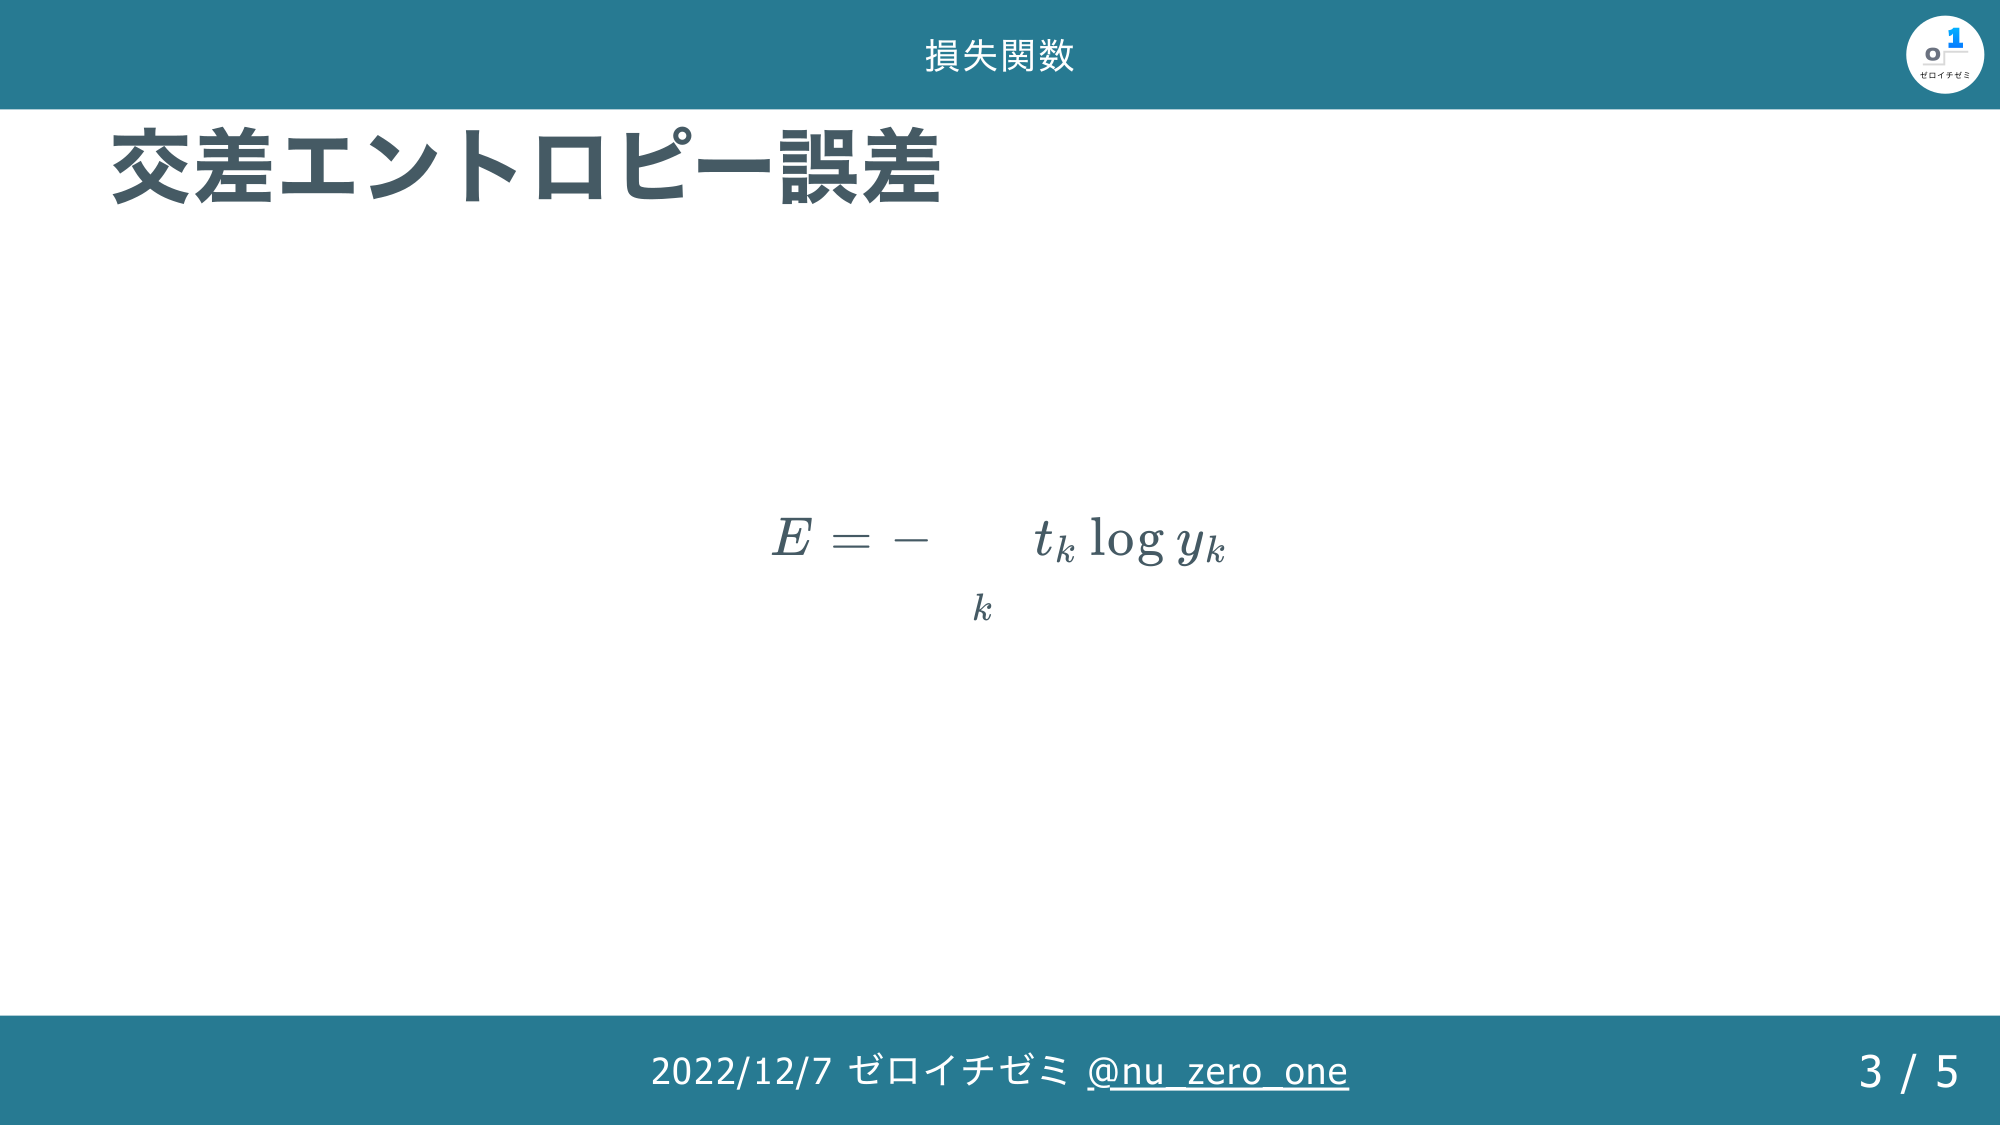 損失関数
o 1
ゼロイチゼミ
交差エントロピー誤差
E = − t_k log y_k
k
2022/12/7 ゼロイチゼミ @nu_zero_one
3 / 5